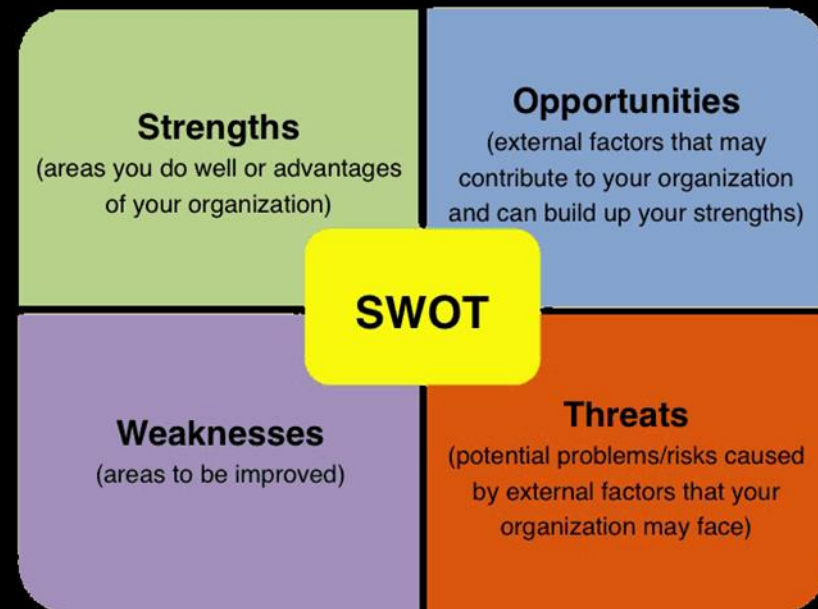 Strengths
(areas you do well or advantages
of your organization)
Opportunities
(external factors that may
contribute to your organization
and can build up your strengths)
SWOT
Weaknesses
(areas to be improved)
Threats
(potential problems/risks caused
by external factors that your
organization may face)